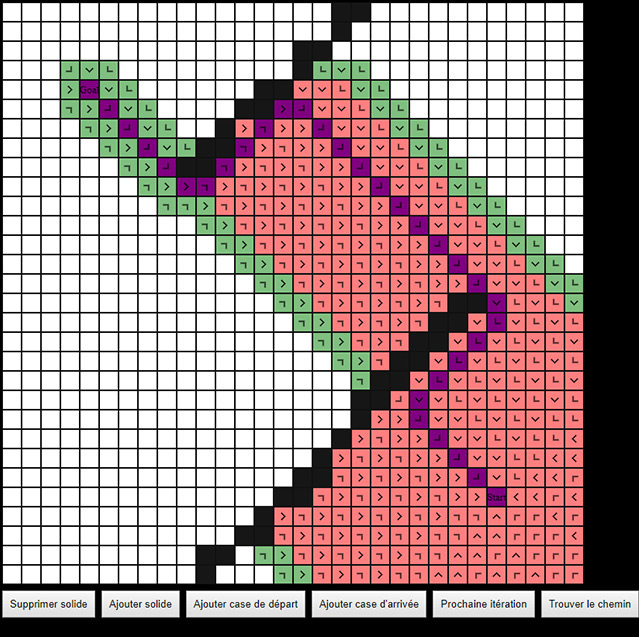 Goal
Start
Supprimer solide Ajouter solide Ajouter case de départ Ajouter case d'arrivée Prochaine itération Trouver le chemin